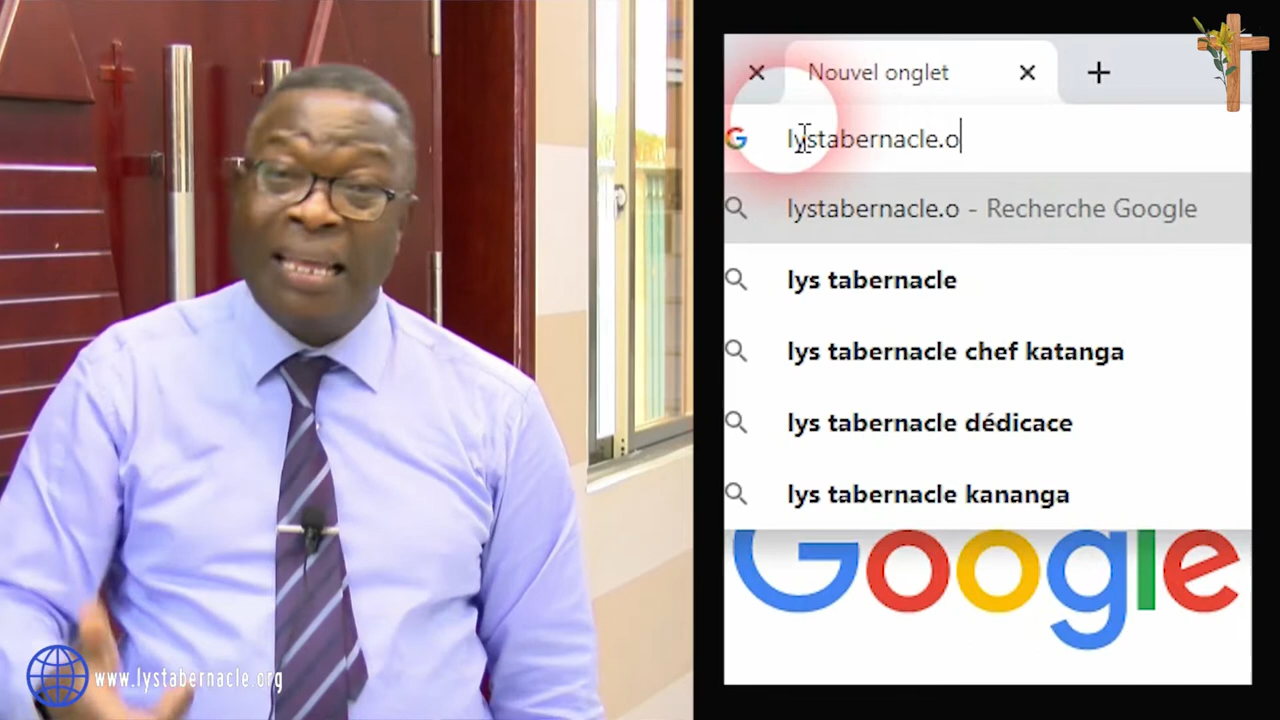 Nouvel onglet
lystabernacle.o
lystabernacle.o - Recherche Google
lys tabernacle
lys tabernacle chef katanga
lys tabernacle dédicace
lys tabernacle kananga
Google
www.lystabernacle.org